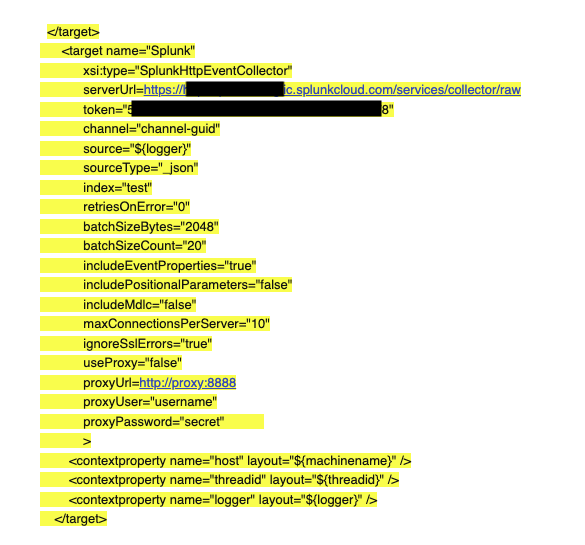 </target>
<target name="Splunk"
xsi:type="SplunkHttpEventCollector"
serverUrl=https://h ic.splunkcloud.com/services/collector/raw
token="5 8"
channel="channel-guid"
source="${logger}"
sourceType="_json"
index="test"
retriesOnError="0"
batchSizeBytes="2048"
batchSizeCount="20"
includeEventProperties="true"
includePositionalParameters="false"
includeMdlc="false"
maxConnectionsPerServer="10"
ignoreSslErrors="true"
useProxy="false"
proxyUrl=http://proxy:8888
proxyUser="username"
proxyPassword="secret"
>
<contextproperty name="host" layout="${machinename}" />
<contextproperty name="threadid" layout="${threadid}" />
<contextproperty name="logger" layout="${logger}" />
</target>